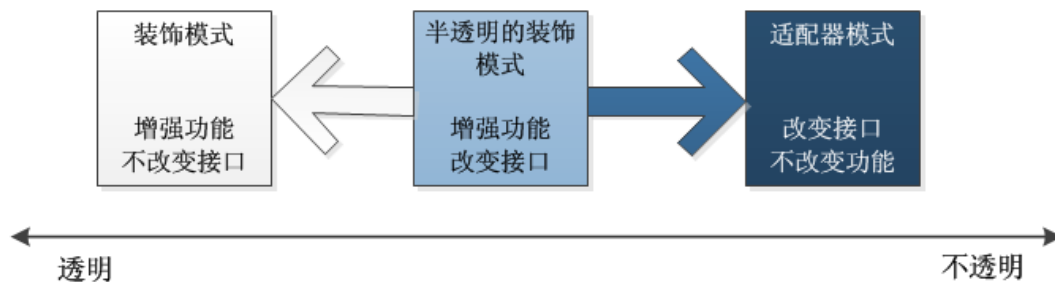 装饰模式
增强功能
不改变接口
半透明的装饰
模式
增强功能
改变接口
适配器模式
改变接口
不改变功能
透明
不透明